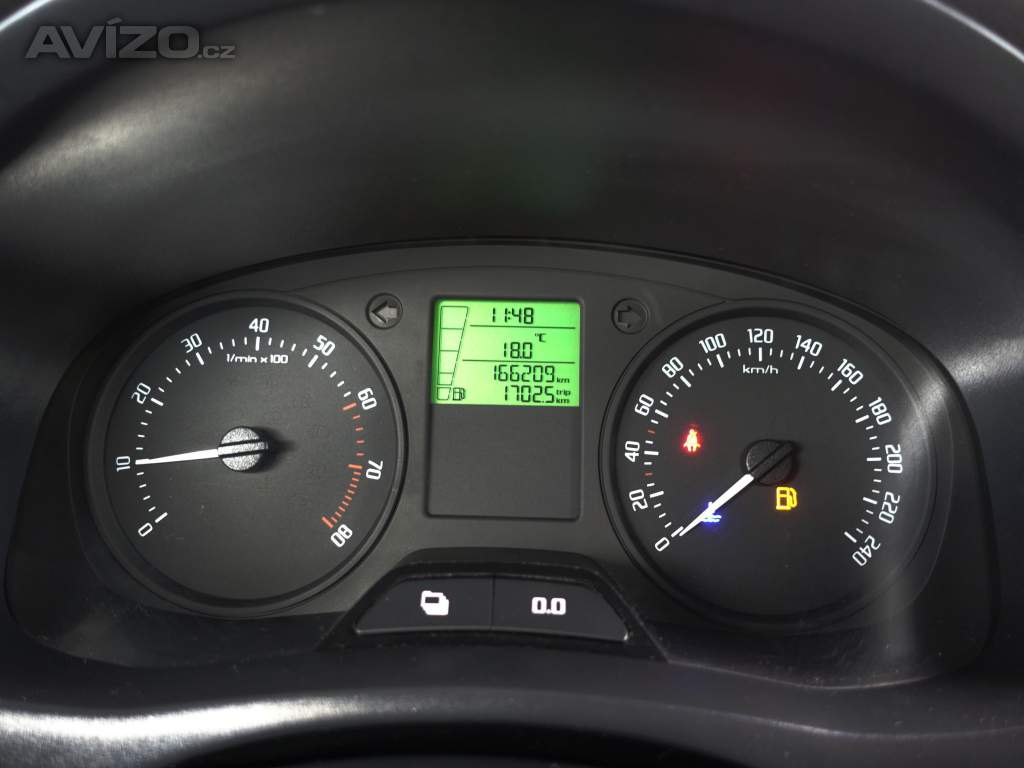 AVÍZO.cz
11:48
18.0 °C
166209 km
1702.5 trip km
0 10 20 30 40 50 60 70 80
1/min x 100
0 20 40 60 80 100 120 140 160 180 200 220 240
km/h
0.0